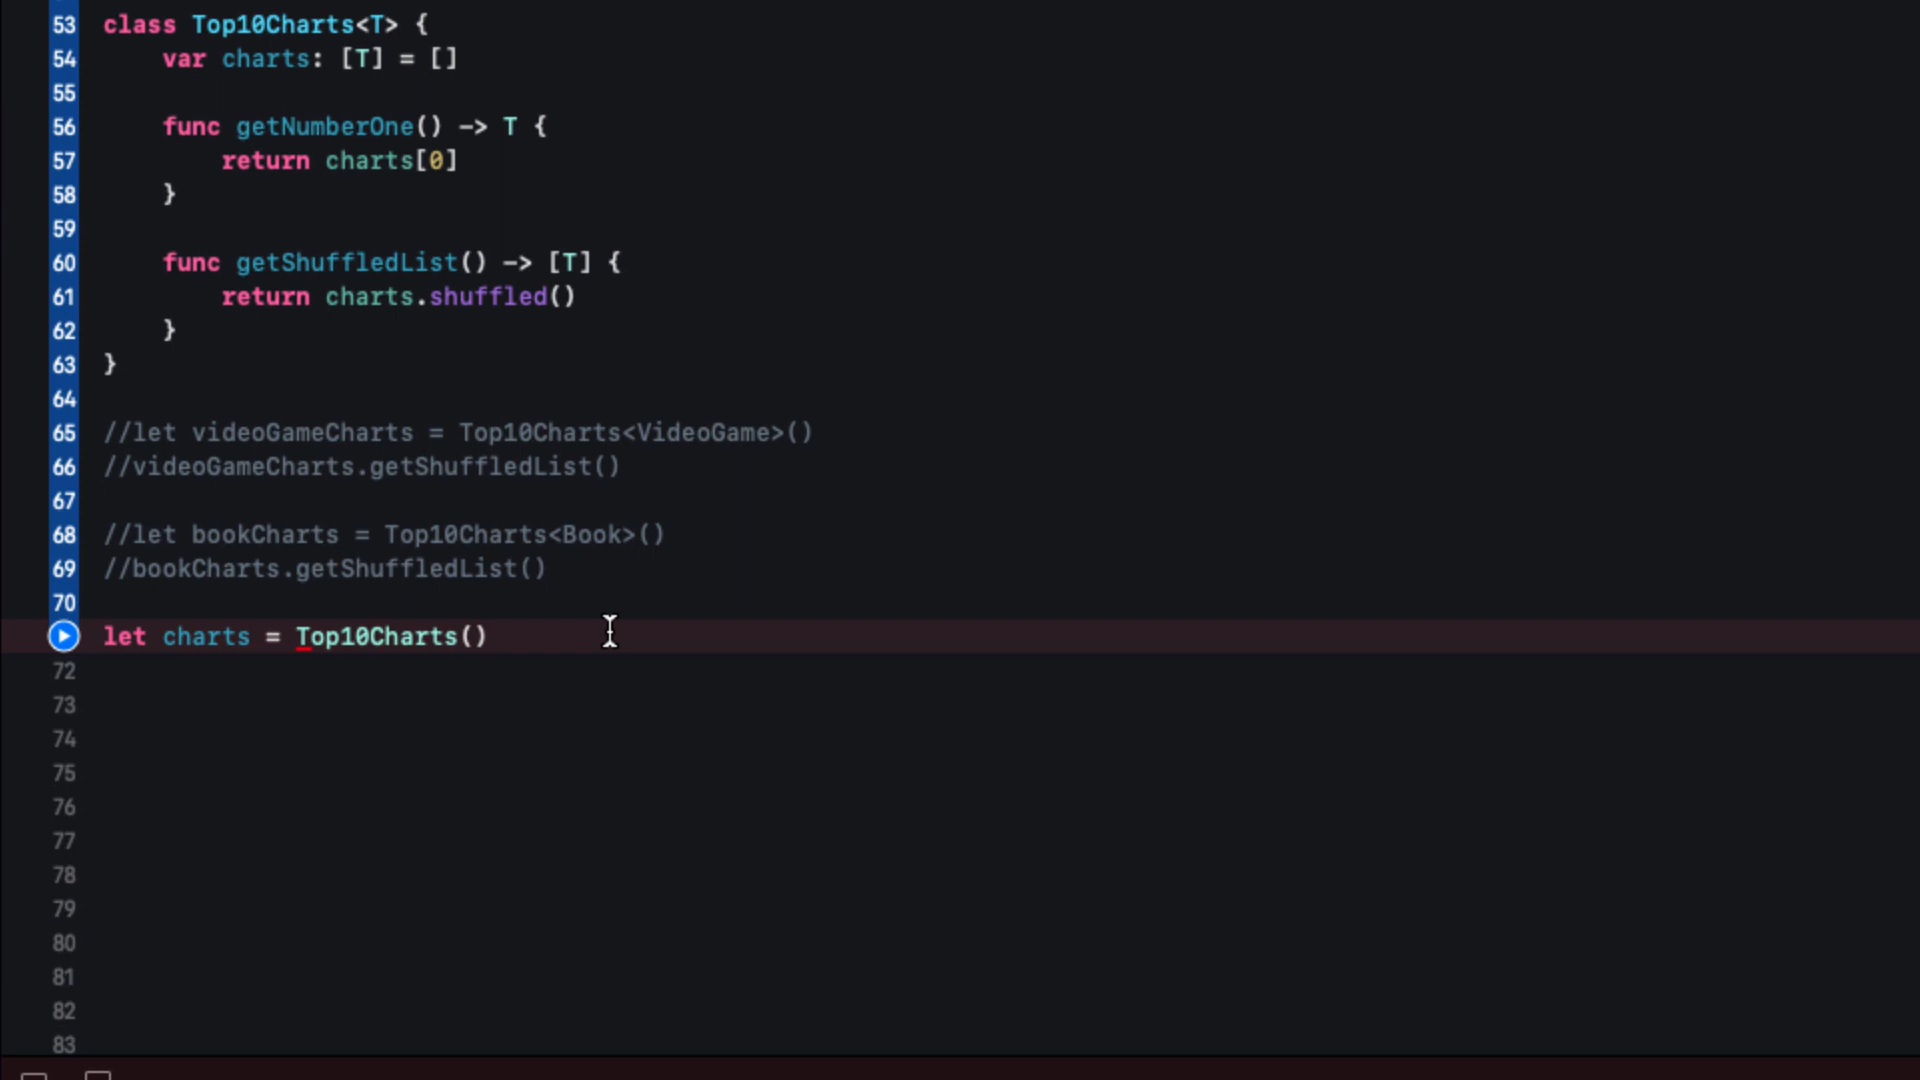 53 class Top10Charts<T> {
54 var charts: [T] = []
55
56 func getNumberOne() -> T {
57 return charts[0]
58 }
59
60 func getShuffledList() -> [T] {
61 return charts.shuffled()
62 }
63 }
64
65 //let videoGameCharts = Top10Charts<VideoGame>()
66 //videoGameCharts.getShuffledList()
67
68 //let bookCharts = Top10Charts<Book>()
69 //bookCharts.getShuffledList()
70
let charts = Top10Charts()
72
73
74
75
76
77
78
79
80
81
82
83